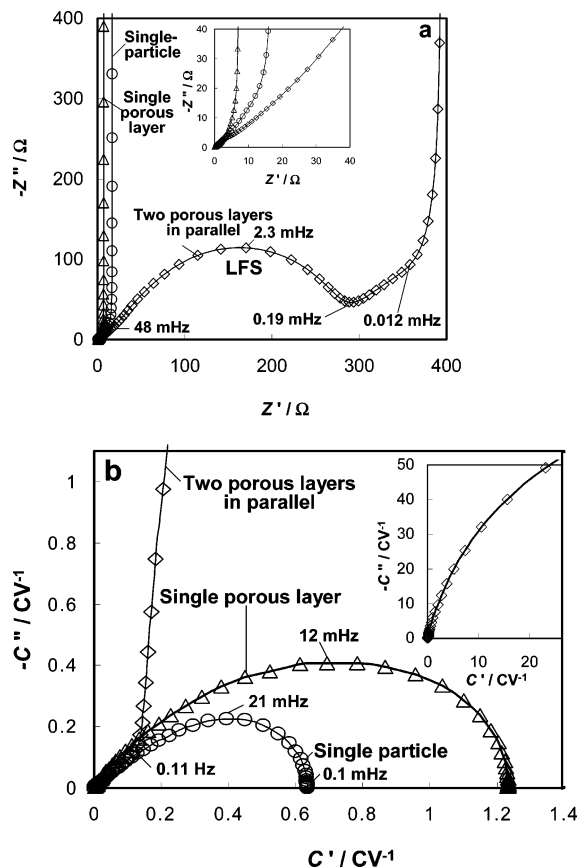 a
Single-
particle
Single
porous
layer
-Z" / Ω
400
300
200
100
0
-Z" / Ω
40
30
20
10
0
0 10 20 30 40
Z' / Ω
Two porous layers
in parallel
2.3 mHz
LFS
0.19 mHz
0.012 mHz
48 mHz
0 100 200 300 400
Z' / Ω
b
Two porous layers
in parallel
-C" / CV-1
1
0.8
0.6
0.4
0.2
0
-C" / CV-1
50
40
30
20
10
0
0 10 20
C' / CV-1
Single porous layer
12 mHz
21 mHz
Single particle
0.11 Hz
0.1 mHz
0 0.2 0.4 0.6 0.8 1 1.2 1.4
C' / CV-1